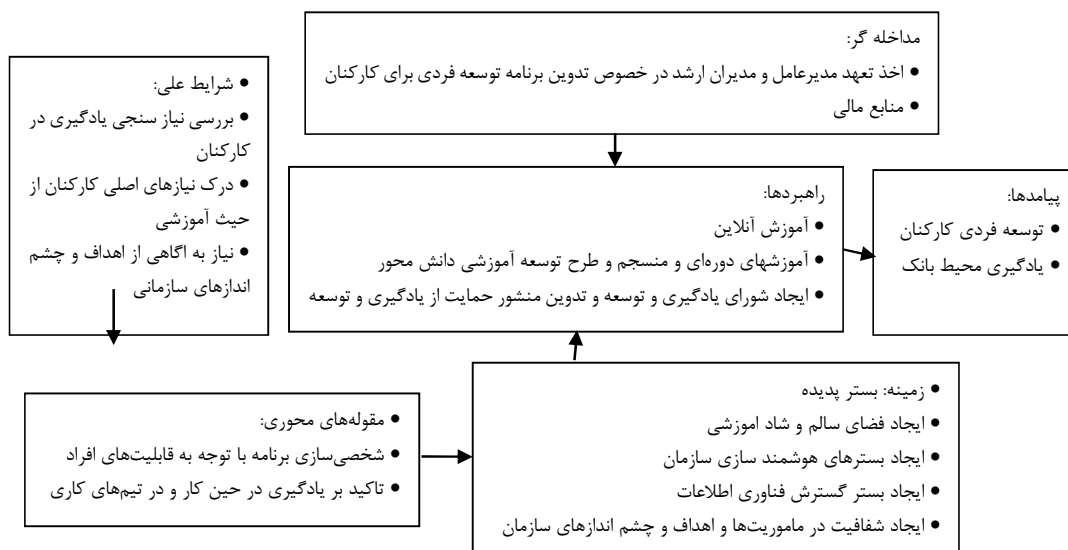 مداخله گر:
● اخذ تعهد مدیرعامل و مدیران ارشد در خصوص تدوین برنامه توسعه فردی برای کارکنان
● منابع مالی
● شرایط علی:
● بررسی نیاز سنجی یادگیری در
کارکنان
● درک نیازهای اصلی کارکنان از
حیث آموزشی
● نیاز به اگاهی از اهداف و چشم
اندازهای سازمانی
راهبردها:
● آموزش آنلاین
● آموزشهای دوره‌ای و منسجم و طرح توسعه آموزشی دانش محور
● ایجاد شورای یادگیری و توسعه و تدوین منشور حمایت از یادگیری و توسعه
پیامدها:
● توسعه فردی کارکنان
● یادگیری محیط بانک
● مقوله‌های محوری:
● شخصی‌سازی برنامه با توجه به قابلیت‌های افراد
● تاکید بر یادگیری در حین کار و در تیم‌های کاری
● زمینه: بستر پدیده
● ایجاد فضای سالم و شاد اموزشی
● ایجاد بسترهای هوشمند سازی سازمان
● ایجاد بستر گسترش فناوری اطلاعات
● ایجاد شفافیت در ماموریت‌ها و اهداف و چشم اندازهای سازمان